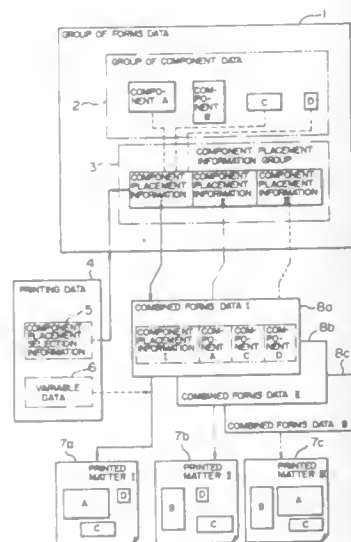 1
GROUP OF FORMS DATA
GROUP OF COMPONENT DATA
COMPO-
NENT A
COM-
PO-
NENT
B
C
D
2
COMPONENT PLACEMENT
INFORMATION GROUP
3
COMPONENT
PLACEMENT
INFORMATION
I
COMPONENT
PLACEMENT
INFORMATION
II
COMPONENT
PLACEMENT
INFORMATION
III
4
PRINTING DATA
5
COMPONENT
PLACEMENT
SELECTION
INFORMATION
6
VARIABLE
DATA
COMBINED FORMS DATA I
8a
COMPONENT
PLACEMENT
INFORMATION
I
COM-
PO-
NENT
A
COM-
PO-
NENT
C
COM-
PO-
NENT
D
8b
8c
COMBINED FORMS DATA II
COMBINED FORMS DATA III
7a
PRINTED
MATTER I
D
A
C
7b
PRINTED
MATTER II
B
D
C
7c
PRINTED
MATTER III
B
A
C